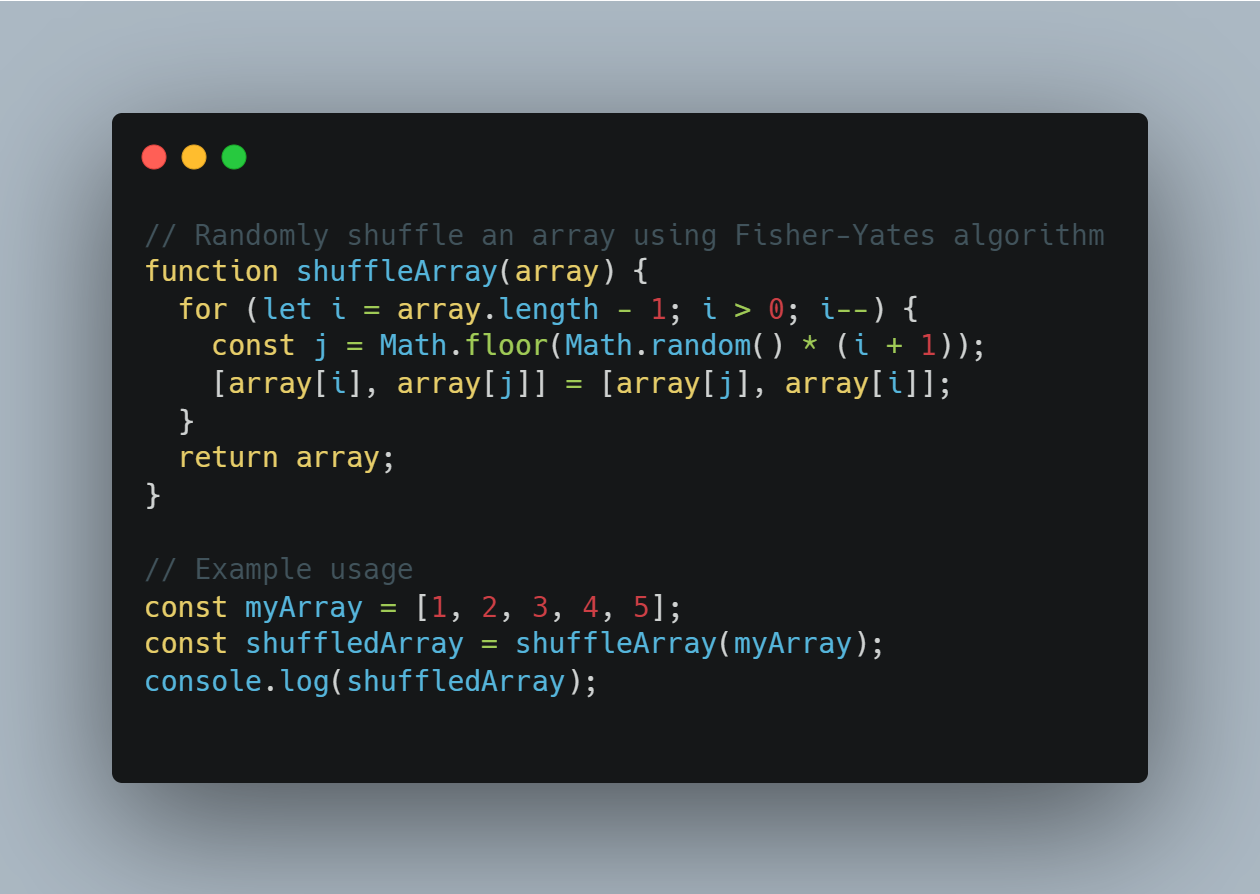 // Randomly shuffle an array using Fisher-Yates algorithm
function shuffleArray(array) {
  for (let i = array.length - 1; i > 0; i--) {
    const j = Math.floor(Math.random() * (i + 1));
    [array[i], array[j]] = [array[j], array[i]];
  }
  return array;
}

// Example usage
const myArray = [1, 2, 3, 4, 5];
const shuffledArray = shuffleArray(myArray);
console.log(shuffledArray);